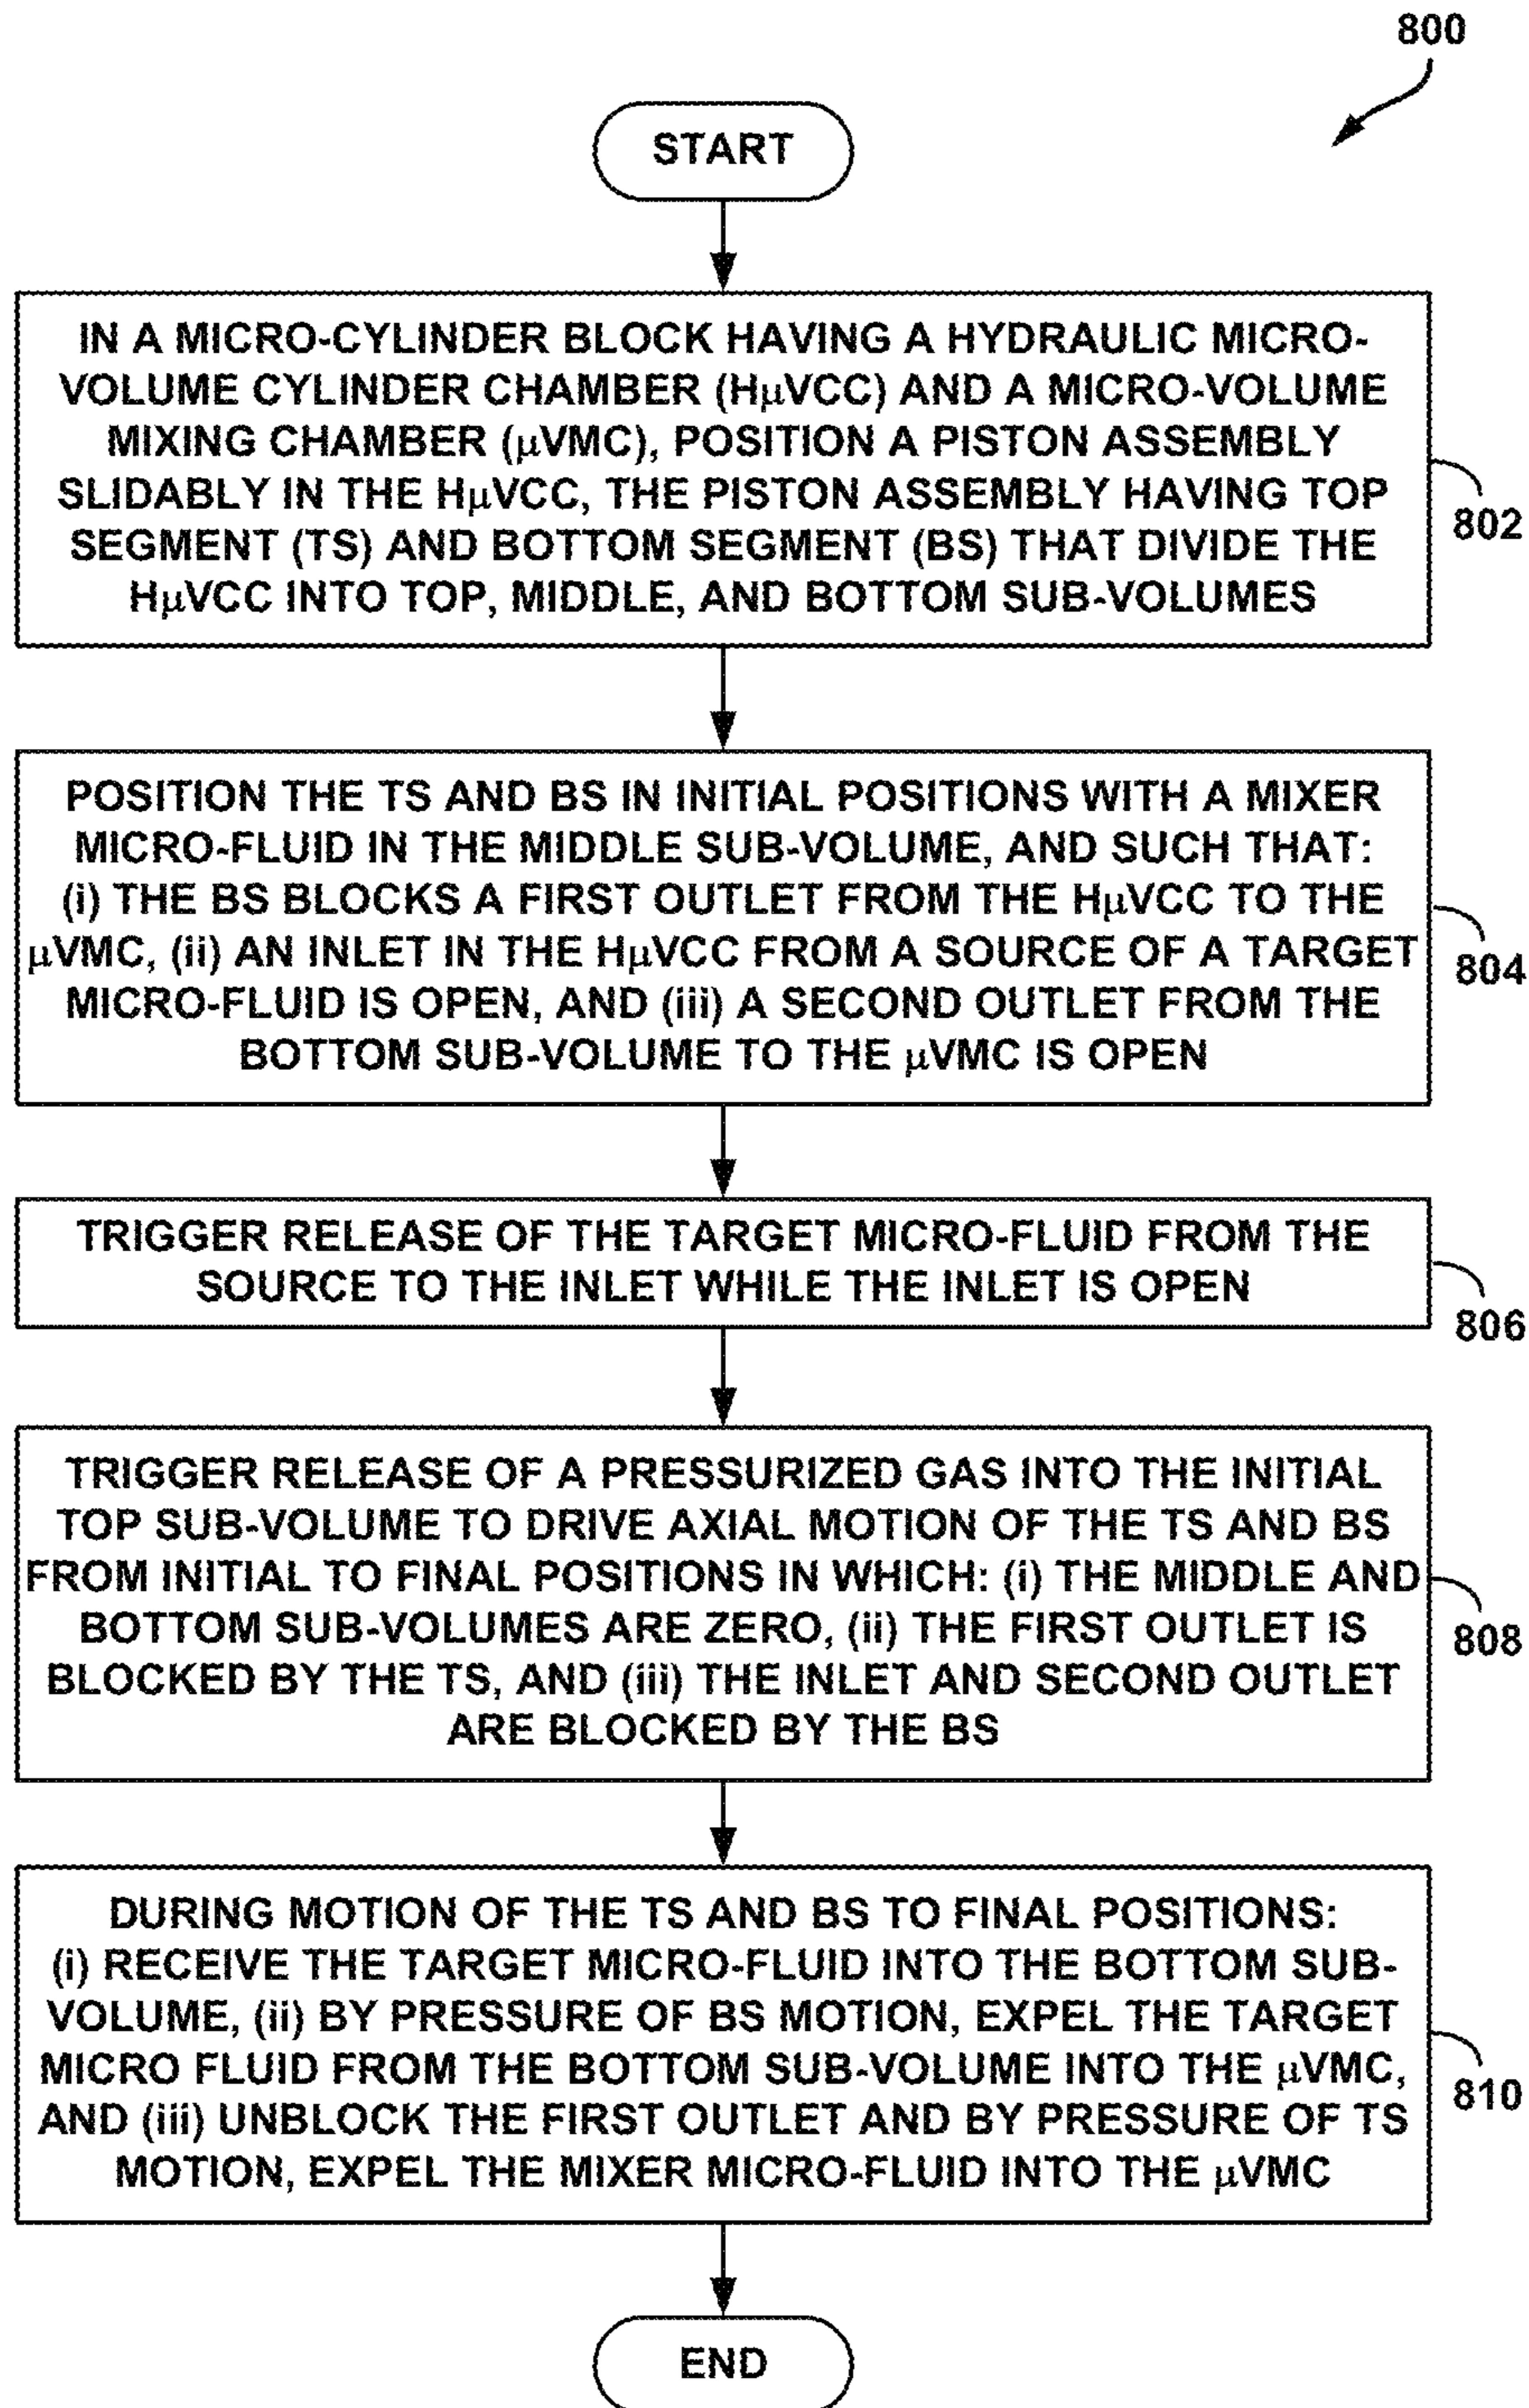 800
START
IN A MICRO-CYLINDER BLOCK HAVING A HYDRAULIC MICRO-
VOLUME CYLINDER CHAMBER (HμVCC) AND A MICRO-VOLUME
MIXING CHAMBER (μVMC), POSITION A PISTON ASSEMBLY
SLIDABLY IN THE HμVCC, THE PISTON ASSEMBLY HAVING TOP
SEGMENT (TS) AND BOTTOM SEGMENT (BS) THAT DIVIDE THE
HμVCC INTO TOP, MIDDLE, AND BOTTOM SUB-VOLUMES
802
POSITION THE TS AND BS IN INITIAL POSITIONS WITH A MIXER
MICRO-FLUID IN THE MIDDLE SUB-VOLUME, AND SUCH THAT:
(i) THE BS BLOCKS A FIRST OUTLET FROM THE HμVCC TO THE
μVMC, (ii) AN INLET IN THE HμVCC FROM A SOURCE OF A TARGET
MICRO-FLUID IS OPEN, AND (iii) A SECOND OUTLET FROM THE
BOTTOM SUB-VOLUME TO THE μVMC IS OPEN
804
TRIGGER RELEASE OF THE TARGET MICRO-FLUID FROM THE
SOURCE TO THE INLET WHILE THE INLET IS OPEN
806
TRIGGER RELEASE OF A PRESSURIZED GAS INTO THE INITIAL
TOP SUB-VOLUME TO DRIVE AXIAL MOTION OF THE TS AND BS
FROM INITIAL TO FINAL POSITIONS IN WHICH: (i) THE MIDDLE AND
BOTTOM SUB-VOLUMES ARE ZERO, (ii) THE FIRST OUTLET IS
BLOCKED BY THE TS, AND (iii) THE INLET AND SECOND OUTLET
ARE BLOCKED BY THE BS
808
DURING MOTION OF THE TS AND BS TO FINAL POSITIONS:
(i) RECEIVE THE TARGET MICRO-FLUID INTO THE BOTTOM SUB-
VOLUME, (ii) BY PRESSURE OF BS MOTION, EXPEL THE TARGET
MICRO FLUID FROM THE BOTTOM SUB-VOLUME INTO THE μVMC,
AND (iii) UNBLOCK THE FIRST OUTLET AND BY PRESSURE OF TS
MOTION, EXPEL THE MIXER MICRO-FLUID INTO THE μVMC
810
END